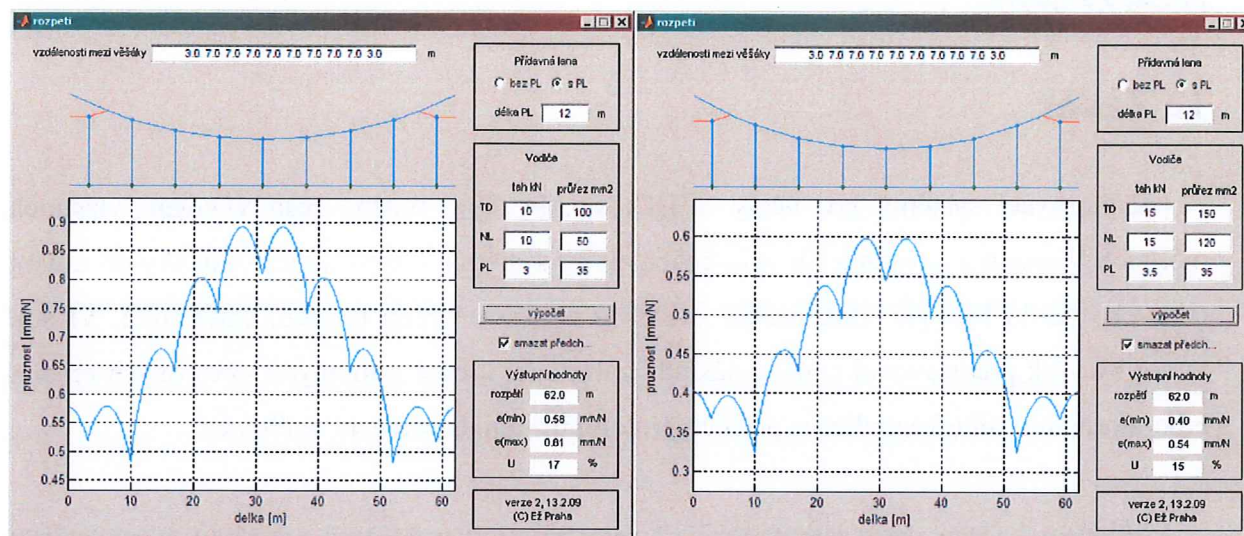 rozpeti
vzdálenosti mezi věšáky 3.0 7.0 7.0 7.0 7.0 7.0 7.0 7.0 7.0 3.0 m
Přídavná lana
bez PL s PL
délka PL 12 m
Vodiče
tah kN průřez mm2
TD 10 100
NL 10 50
PL 3 35
výpočet
smazat předch...
Výstupní hodnoty
rozpětí 62.0 m
e(min) 0.58 mm/N
e(max) 0.81 mm/N
U 17 %
verze 2, 13.2.09
(C) Ež Praha
pruznost [mm/N]
0.9
0.85
0.8
0.75
0.7
0.65
0.6
0.55
0.5
0.45
0 10 20 30 40 50 60
delka [m]
rozpeti
vzdálenosti mezi věšáky 3.0 7.0 7.0 7.0 7.0 7.0 7.0 7.0 7.0 3.0 m
Přídavná lana
bez PL s PL
délka PL 12 m
Vodiče
tah kN průřez mm2
TD 15 150
NL 15 120
PL 3.5 35
výpočet
smazat předch...
Výstupní hodnoty
rozpětí 62.0 m
e(min) 0.40 mm/N
e(max) 0.54 mm/N
U 15 %
verze 2, 13.2.09
(C) Ež Praha
pruznost [mm/N]
0.6
0.55
0.5
0.45
0.4
0.35
0.3
0 10 20 30 40 50 60
delka [m]